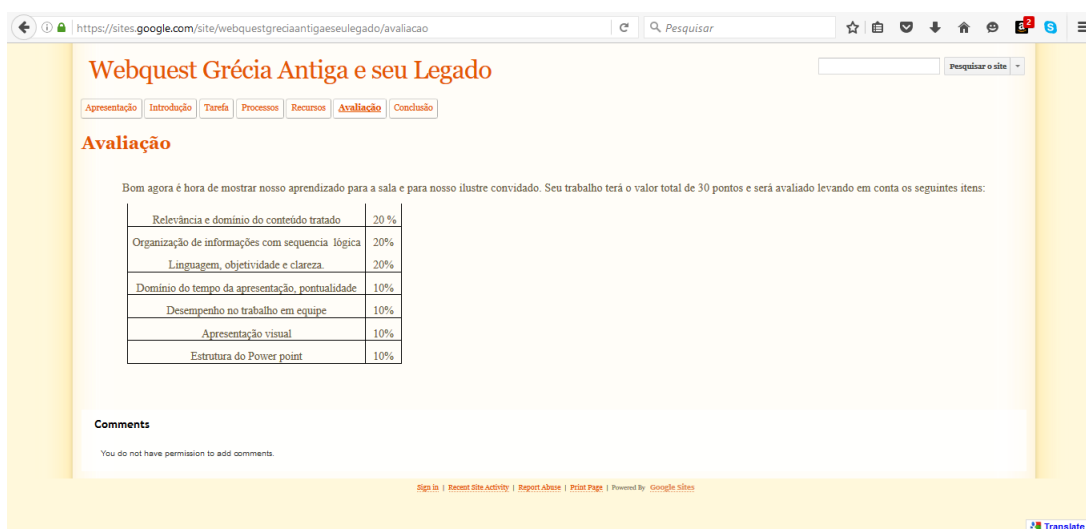 https://sites.google.com/site/webquestgreciaantigaeseulegado/avaliacao
Pesquisar
2
Webquest Grécia Antiga e seu Legado
Pesquisar o site
Apresentação Introdução Tarefa Processos Recursos Avaliação Conclusão
Avaliação
Bom agora é hora de mostrar nosso aprendizado para a sala e para nosso ilustre convidado. Seu trabalho terá o valor total de 30 pontos e será avaliado levando em conta os seguintes itens:
Relevância e domínio do conteúdo tratado 20 %
Organização de informações com sequencia lógica 20%
Linguagem, objetividade e clareza. 20%
Domínio do tempo da apresentação, pontualidade 10%
Desempenho no trabalho em equipe 10%
Apresentação visual 10%
Estrutura do Power point 10%
Comments
You do not have permission to add comments.
Sign in | Recent Site Activity | Report Abuse | Print Page | Powered By Google Sites
Translate